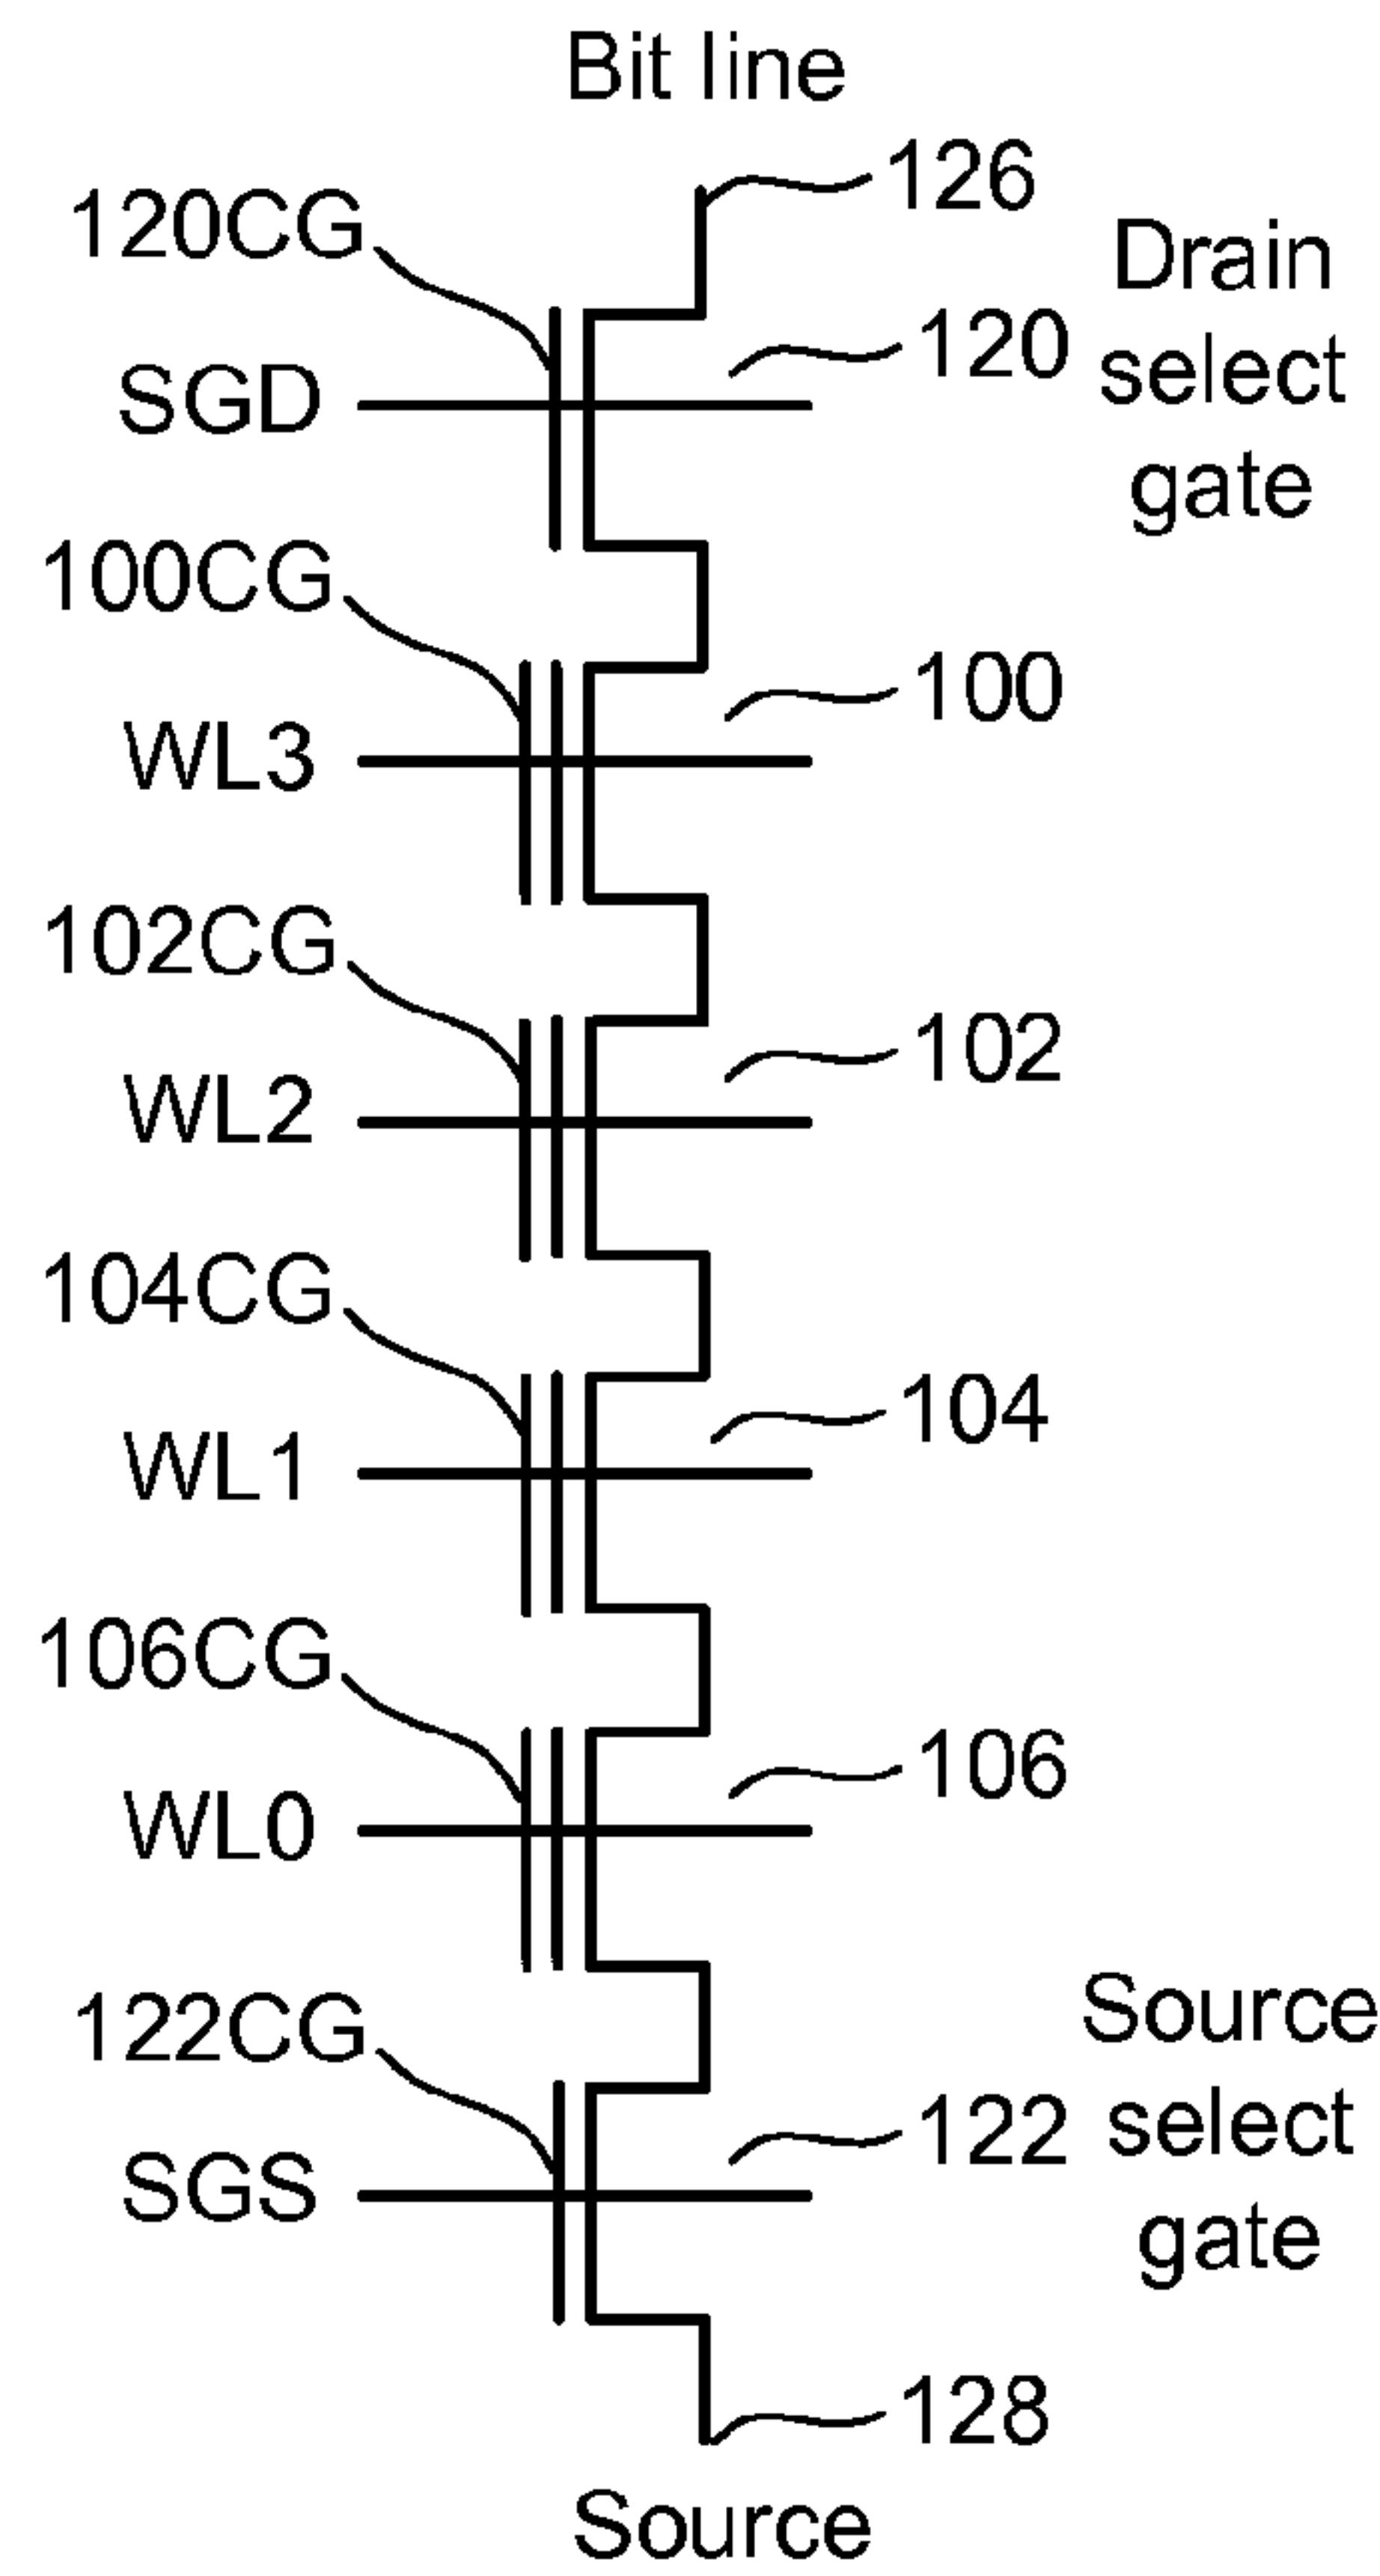 Bit line
126
120CG
Drain
select
gate
120
SGD
100CG
100
WL3
102CG
102
WL2
104CG
104
WL1
106CG
106
WL0
122CG
Source
select
gate
122
SGS
128
Source